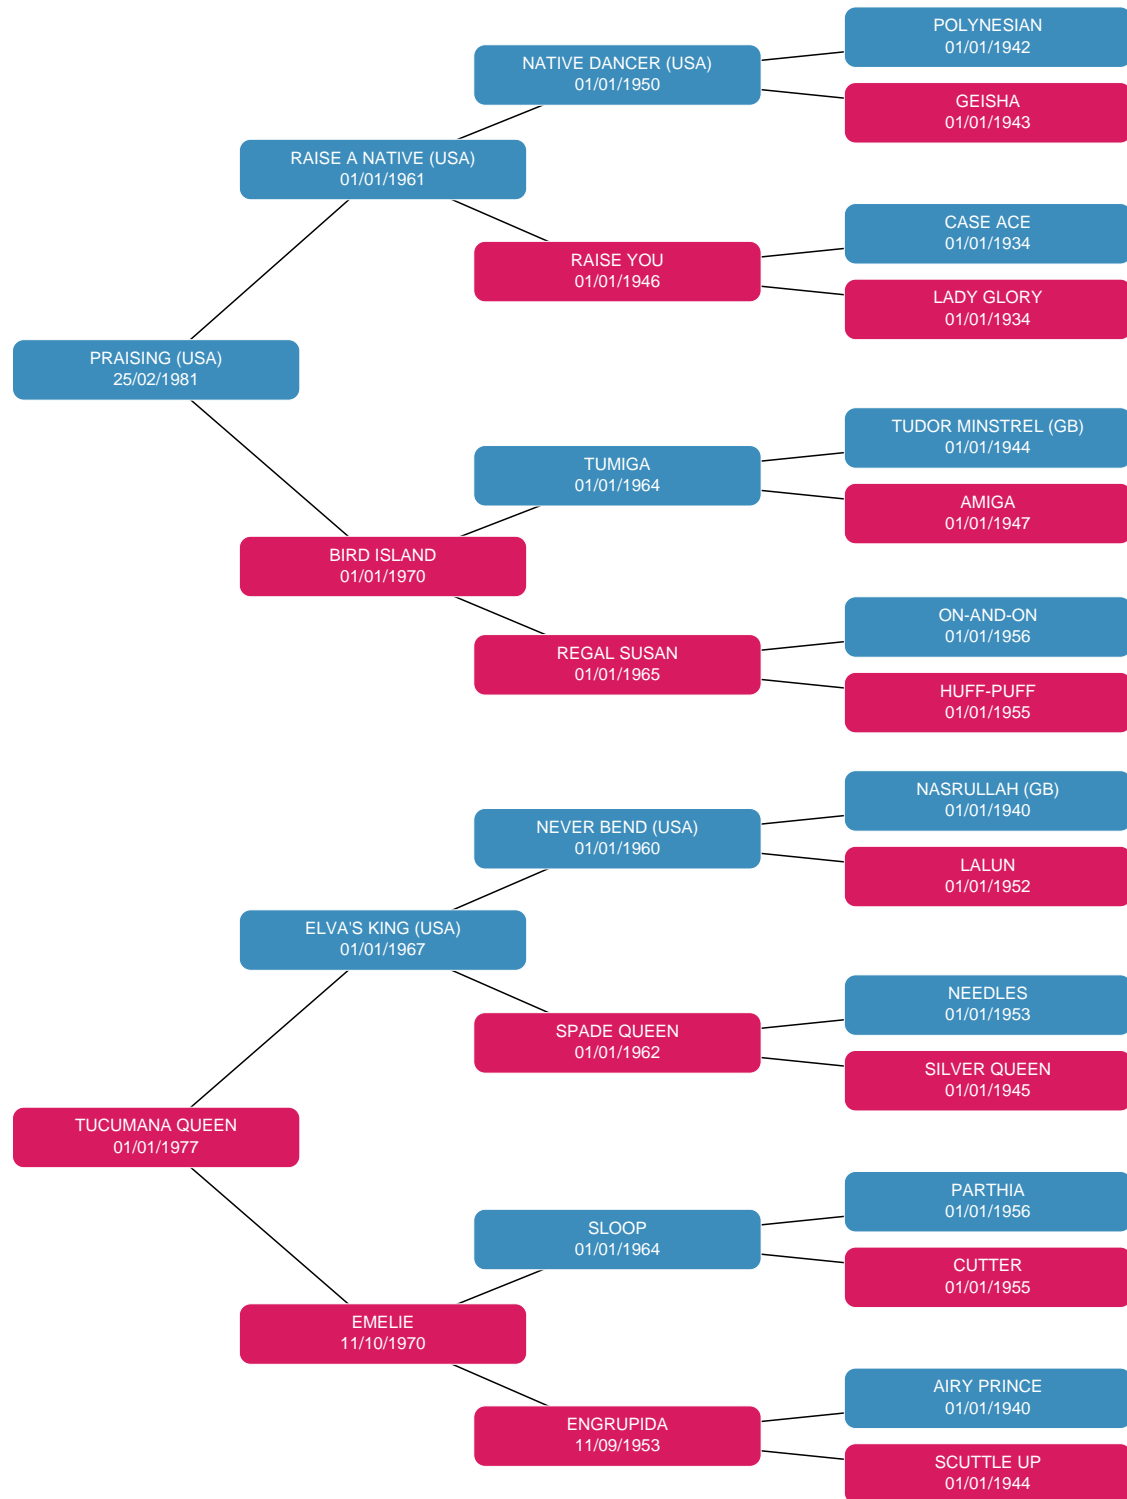 POLYNESIAN
01/01/1942
NATIVE DANCER (USA)
01/01/1950
GEISHA
01/01/1943
RAISE A NATIVE (USA)
01/01/1961
CASE ACE
01/01/1934
RAISE YOU
01/01/1946
LADY GLORY
01/01/1934
PRAISING (USA)
25/02/1981
TUDOR MINSTREL (GB)
01/01/1944
TUMIGA
01/01/1964
AMIGA
01/01/1947
BIRD ISLAND
01/01/1970
ON-AND-ON
01/01/1956
REGAL SUSAN
01/01/1965
HUFF-PUFF
01/01/1955
NASRULLAH (GB)
01/01/1940
NEVER BEND (USA)
01/01/1960
LALUN
01/01/1952
ELVA'S KING (USA)
01/01/1967
NEEDLES
01/01/1953
SPADE QUEEN
01/01/1962
SILVER QUEEN
01/01/1945
TUCUMANA QUEEN
01/01/1977
PARTHIA
01/01/1956
SLOOP
01/01/1964
CUTTER
01/01/1955
EMELIE
11/10/1970
AIRY PRINCE
01/01/1940
ENGRUPIDA
11/09/1953
SCUTTLE UP
01/01/1944